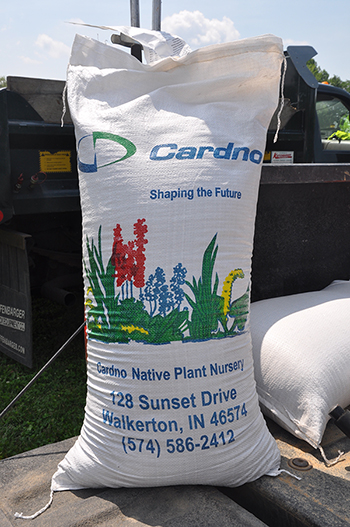 Cardno
Shaping the Future
Cardno Native Plant Nursery
128 Sunset Drive
Walkerton, IN 46574
(574) 586-2412